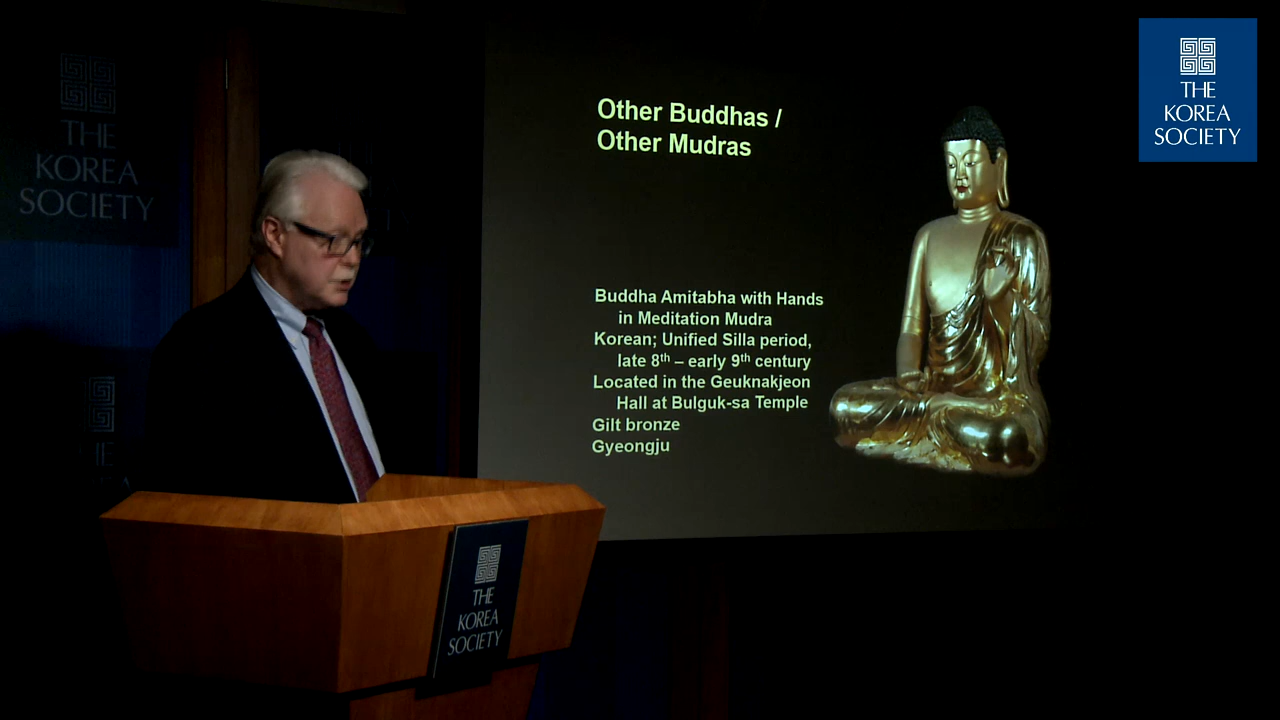 THE
KOREA
SOCIETY
Other Buddhas /
Other Mudras
Buddha Amitabha with Hands
in Meditation Mudra
Korean; Unified Silla period,
late 8th – early 9th century
Located in the Geuknakjeon
Hall at Bulguk-sa Temple
Gilt bronze
Gyeongju
THE
KOREA
SOCIETY
THE
KOREA
SOCIETY